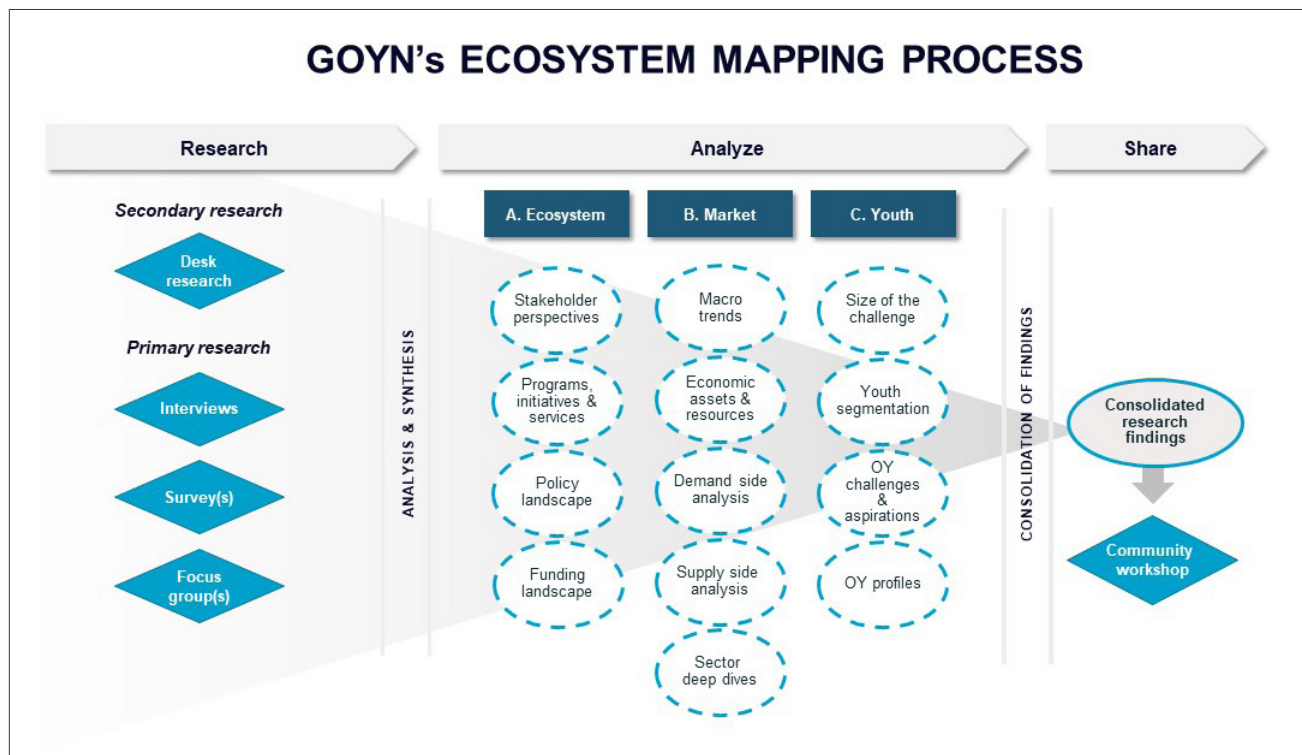 GOYN's ECOSYSTEM MAPPING PROCESS
Research
Analyze
Share
Secondary research
Desk
research
Primary research
Interviews
Survey(s)
Focus
group(s)
ANALYSIS & SYNTHESIS
A. Ecosystem
Stakeholder
perspectives
Programs,
initiatives &
services
Policy
landscape
Funding
landscape
B. Market
Macro
trends
Economic
assets &
resources
Demand side
analysis
Supply side
analysis
Sector
deep dives
C. Youth
Size of the
challenge
Youth
segmentation
OY
challenges
&
aspirations
OY profiles
CONSOLIDATION OF FINDINGS
Consolidated
research
findings
Community
workshop